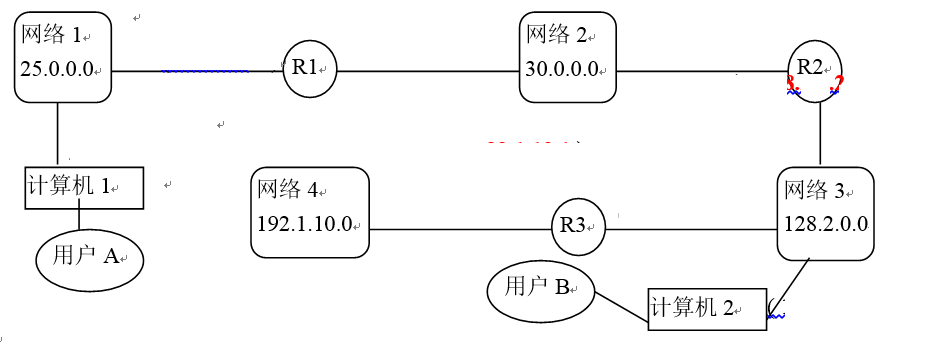 网络 1
25.0.0.0
R1
网络 2
30.0.0.0
R2
计算机 1
用户 A
网络 4
192.1.10.0
R3
网络 3
128.2.0.0
用户 B
计算机 2